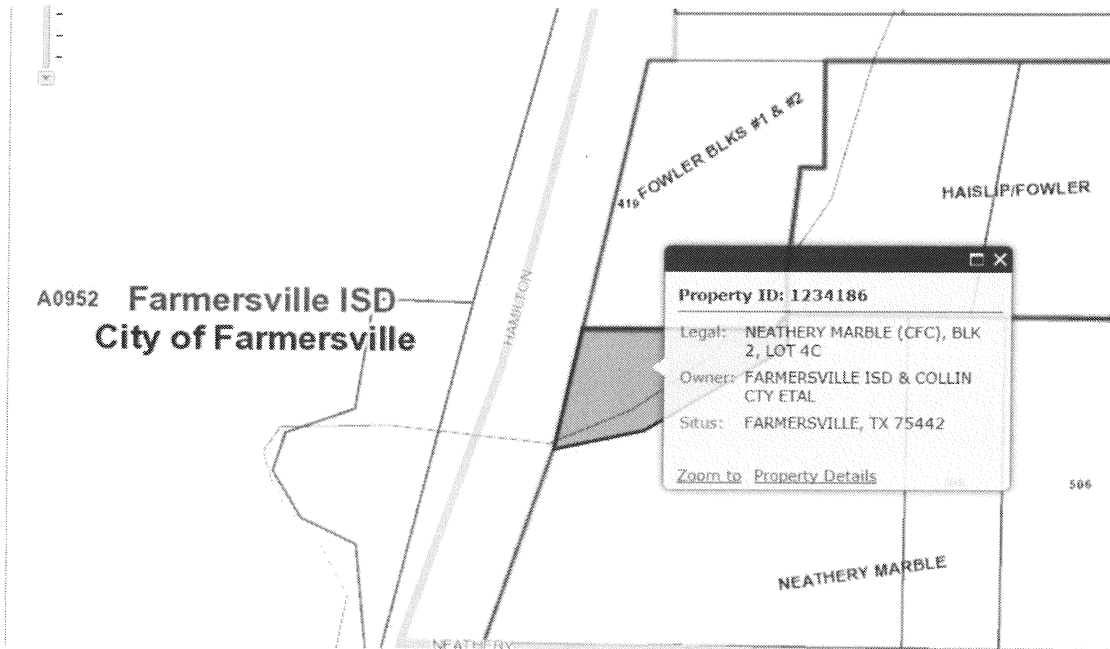 419 FOWLER BLKS #1 & #2
HAISLIP/FOWLER
HAMILTON
A0952 Farmersville ISD
City of Farmersville
Property ID: 1234186
Legal: NEATHERY MARBLE (CFC), BLK
2, LOT 4C
Owner: FARMERSVILLE ISD & COLLIN
CTY ETAL
Situs: FARMERSVILLE, TX 75442
Zoom to Property Details
506
NEATHERY MARBLE
NEATHERY